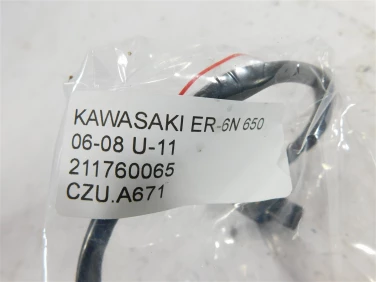 KAWASAKI ER-6N 650
06-08 U-11
211760065
CZU.A671